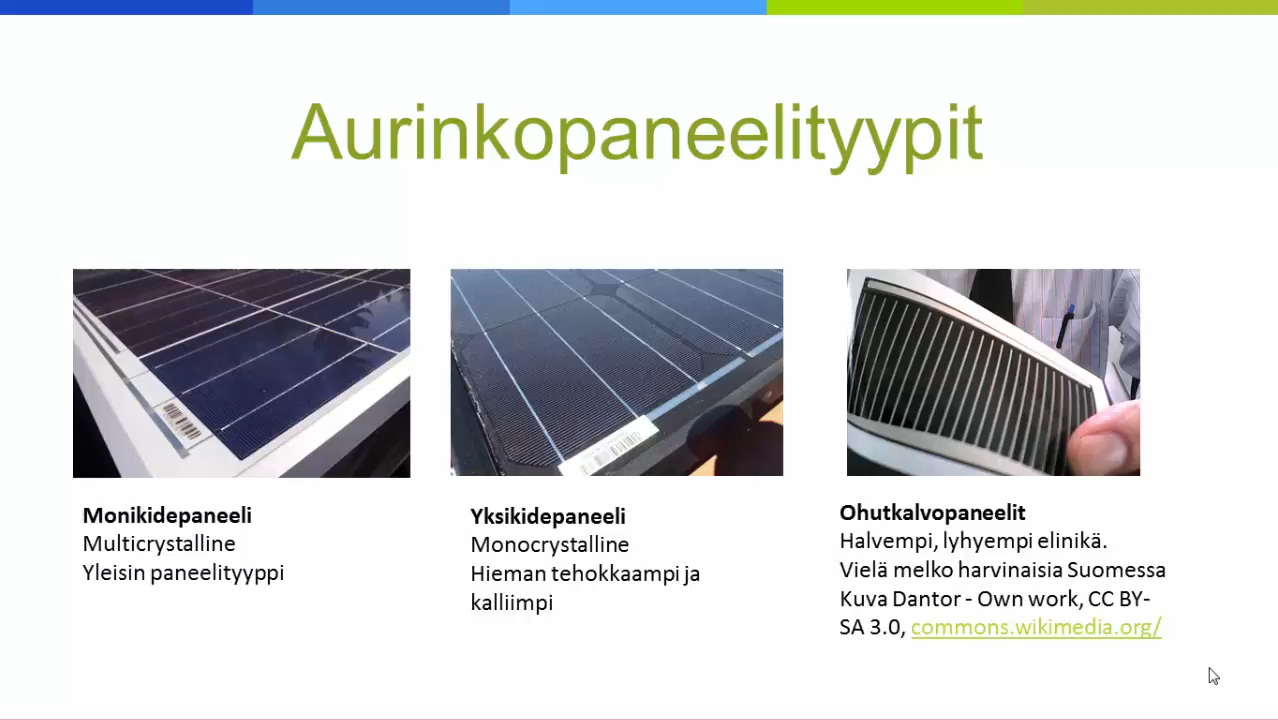 Aurinkopaneelityypit
Monikidepaneeli
Multicrystalline
Yleisin paneelityyppi
Yksikidepaneeli
Monocrystalline
Hieman tehokkaampi ja
kalliimpi
Ohutkalvopaneelit
Halvempi, lyhyempi elinikä.
Vielä melko harvinaisia Suomessa
Kuva Dantor - Own work, CC BY-
SA 3.0, commons.wikimedia.org/